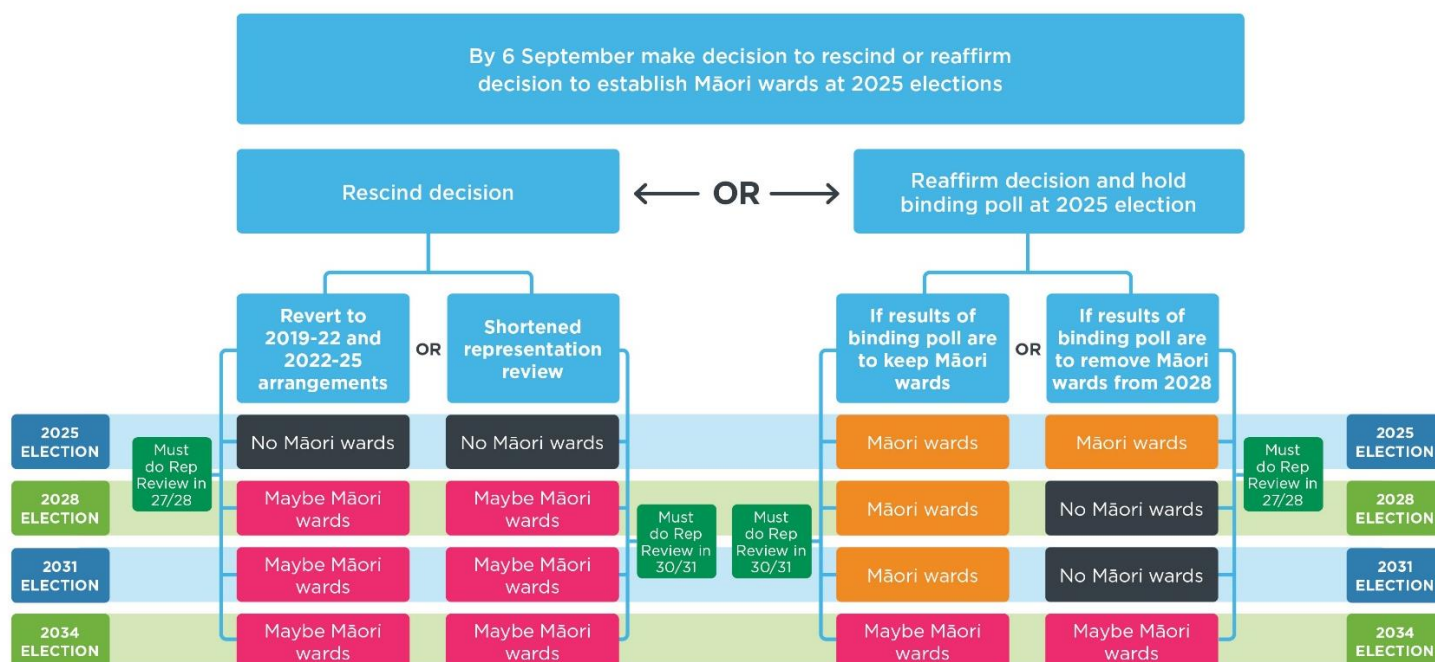 By 6 September make decision to rescind or reaffirm
decision to establish Māori wards at 2025 elections
Rescind decision
OR
Reaffirm decision and hold
binding poll at 2025 election
Revert to
2019-22 and
2022-25
arrangements
OR
Shortened
representation
review
If results of
binding poll are
to keep Māori
wards
OR
If results of
binding poll are
to remove Māori
wards from 2028
2025
ELECTION
Must
do Rep
Review in
27/28
No Māori wards
No Māori wards
Māori wards
Māori wards
Must
do Rep
Review in
27/28
2025
ELECTION
2028
ELECTION
Maybe Māori
wards
Maybe Māori
wards
Must
do Rep
Review in
30/31
Must
do Rep
Review in
30/31
Māori wards
No Māori wards
2028
ELECTION
2031
ELECTION
Maybe Māori
wards
Maybe Māori
wards
Māori wards
No Māori wards
2031
ELECTION
2034
ELECTION
Maybe Māori
wards
Maybe Māori
wards
Maybe Māori
wards
Maybe Māori
wards
2034
ELECTION